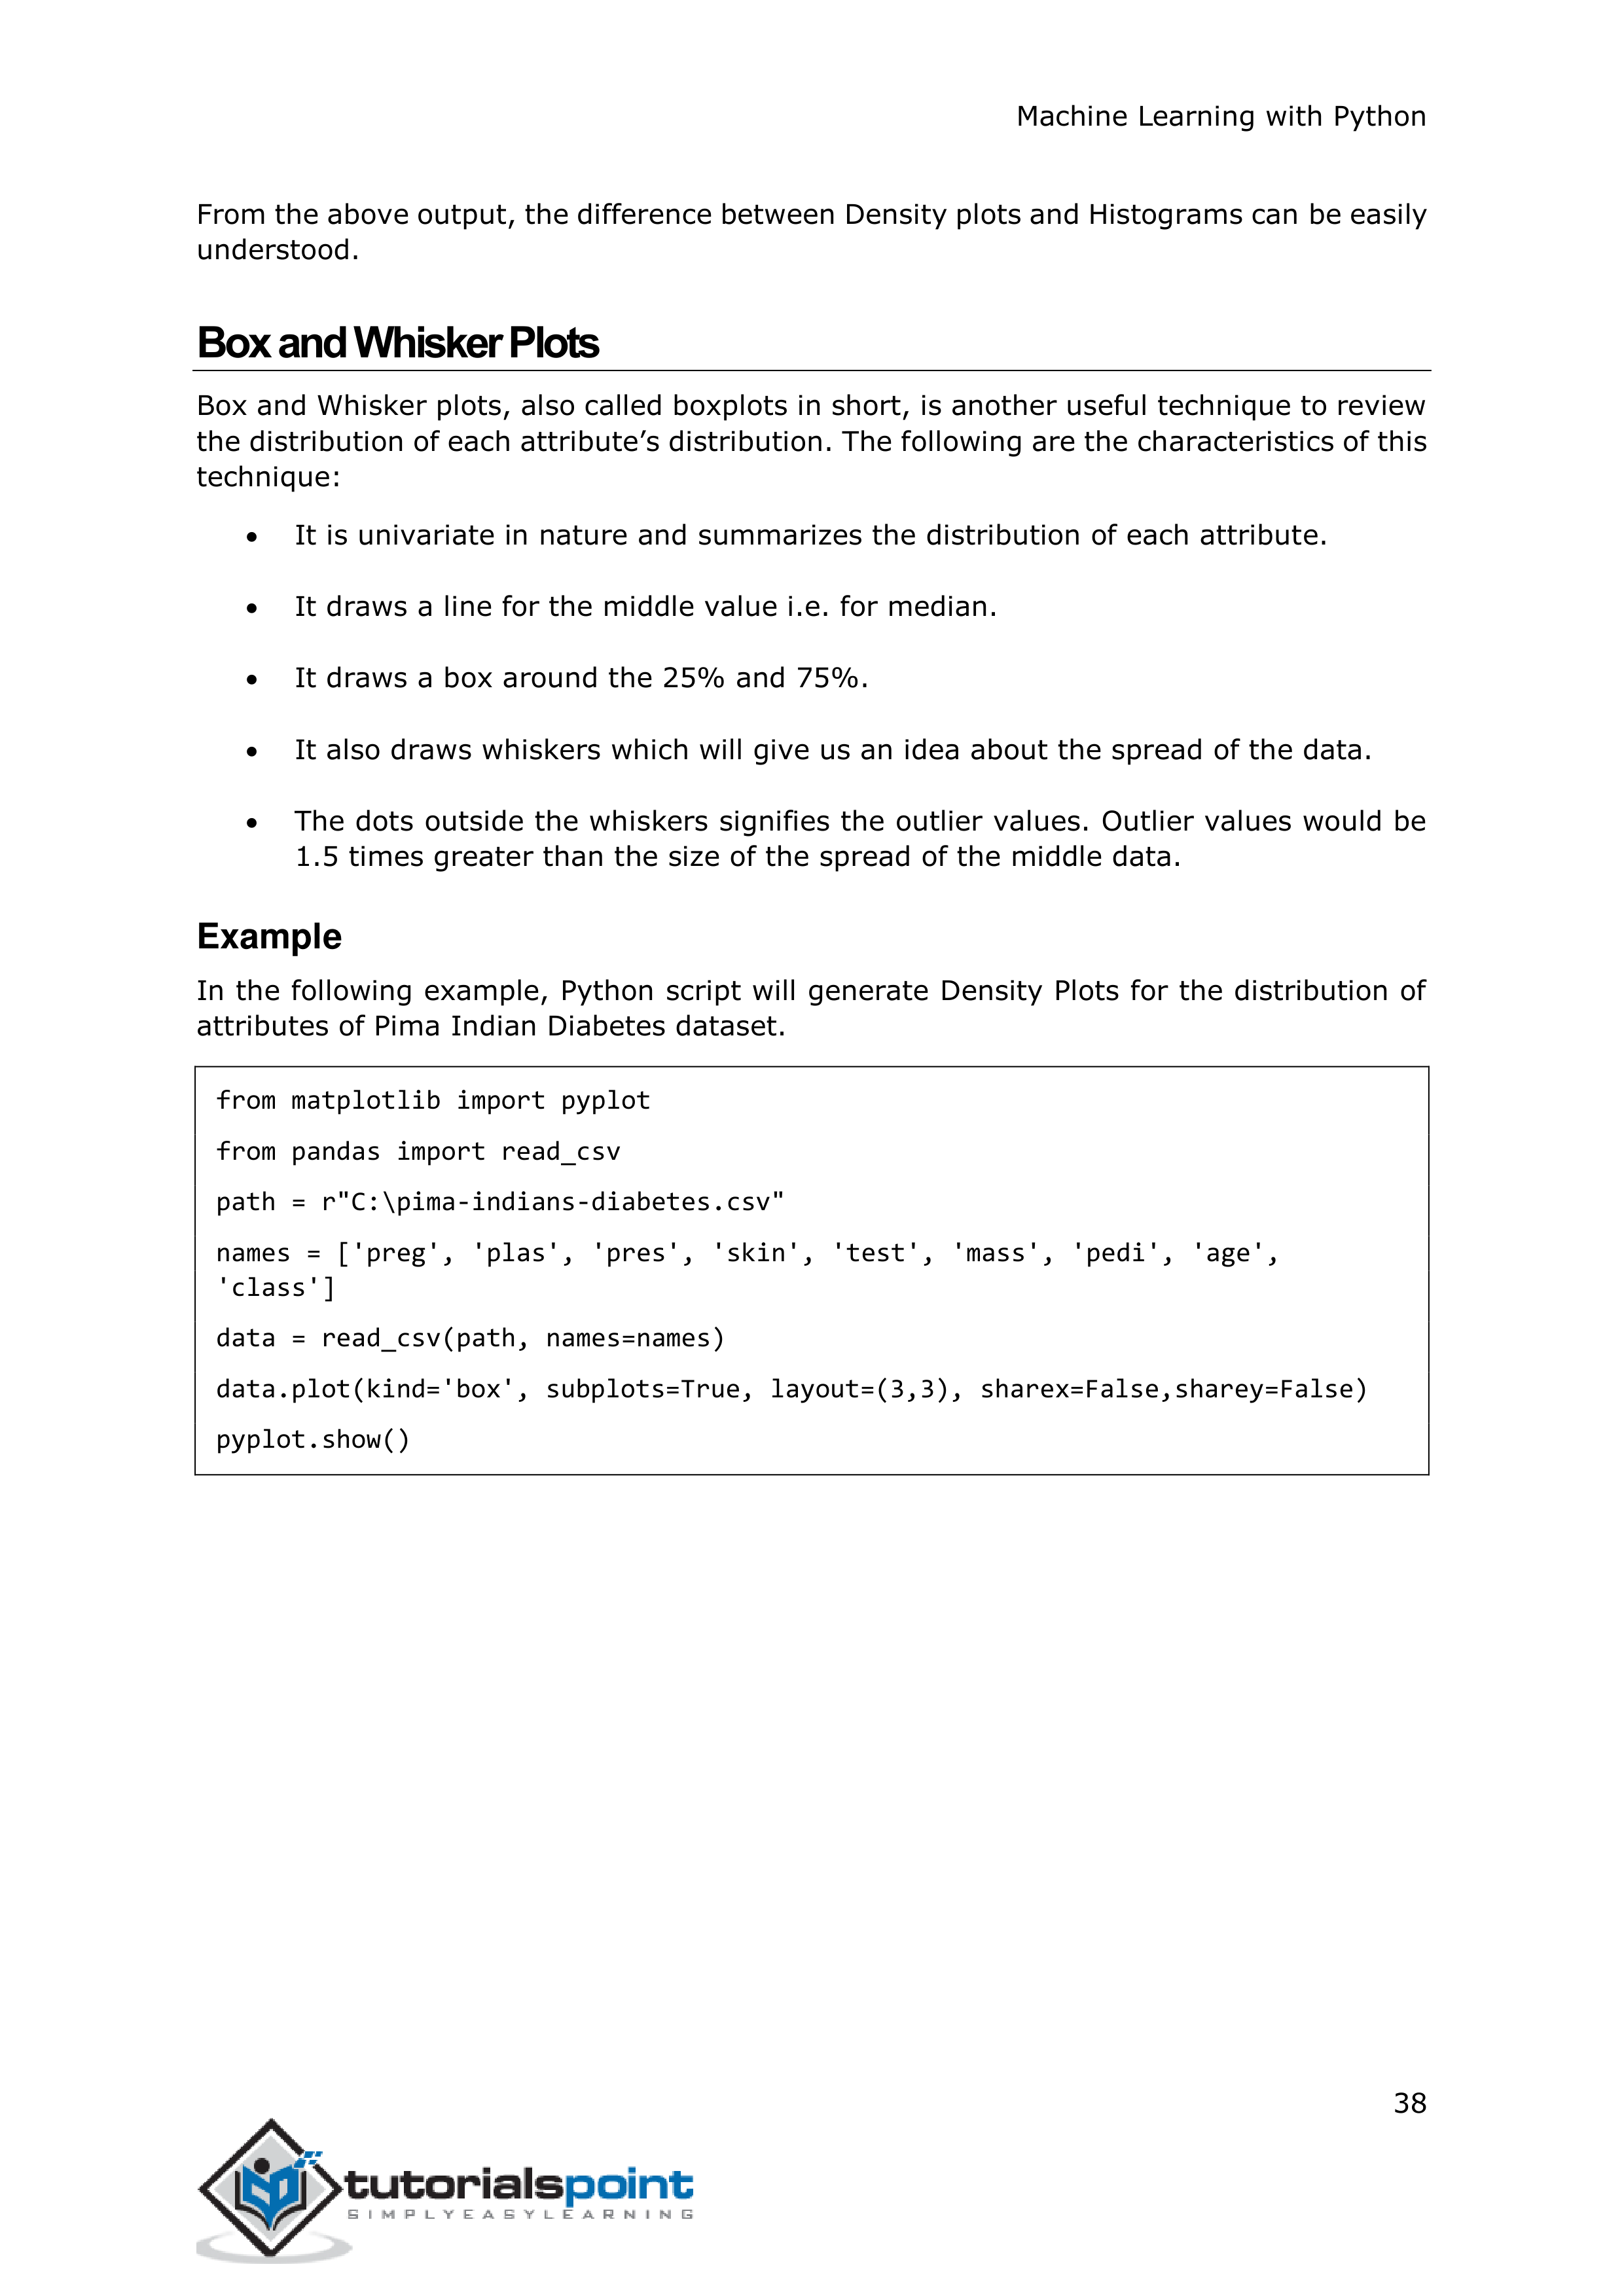 Machine Learning with Python
From the above output, the difference between Density plots and Histograms can be easily
understood.
Box and Whisker Plots
Box and Whisker plots, also called boxplots in short, is another useful technique to review
the distribution of each attribute’s distribution. The following are the characteristics of this
technique:
• It is univariate in nature and summarizes the distribution of each attribute.
• It draws a line for the middle value i.e. for median.
• It draws a box around the 25% and 75%.
• It also draws whiskers which will give us an idea about the spread of the data.
• The dots outside the whiskers signifies the outlier values. Outlier values would be
1.5 times greater than the size of the spread of the middle data.
Example
In the following example, Python script will generate Density Plots for the distribution of
attributes of Pima Indian Diabetes dataset.
from matplotlib import pyplot
from pandas import read_csv
path = r"C:\pima-indians-diabetes.csv"
names = ['preg', 'plas', 'pres', 'skin', 'test', 'mass', 'pedi', 'age',
'class']
data = read_csv(path, names=names)
data.plot(kind='box', subplots=True, layout=(3,3), sharex=False,sharey=False)
pyplot.show()
38
tutorialspoint
SIMPLYEASYLEARNING